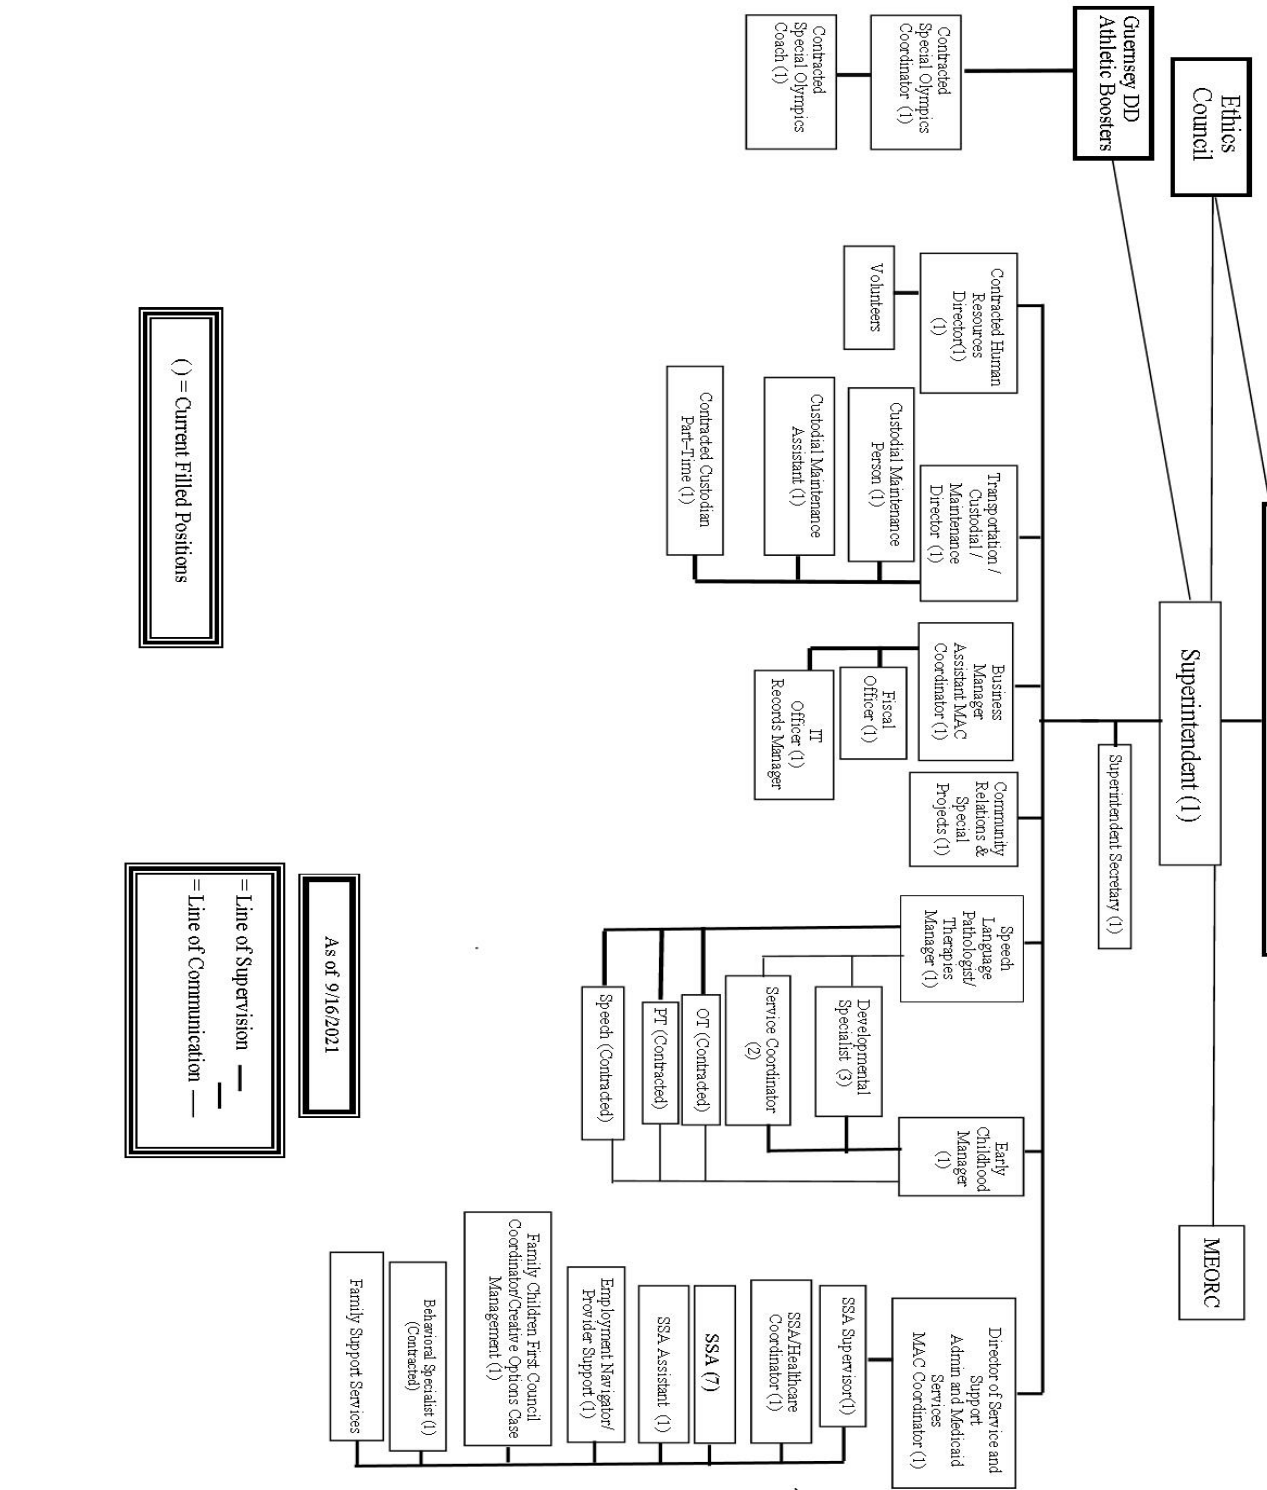 Guernsey DD
Athletic Boosters
Ethics
Council
Contracted
Special Olympics
Coordinator (1)
Contracted
Special Olympics
Coach (1)
Superintendent (1)
MEORC
Superintendent Secretary (1)
Contracted Human
Resources
Director(1)
(1)
Volunteers
Transportation /
Custodial /
Maintenance
Director (1)
Custodial Maintenance
Person (1)
Custodial Maintenance
Assistant (1)
Contracted Custodian
Part-Time (1)
Business
Manager
Assistant MAC
Coordinator (1)
Fiscal
Officer (1)
IT
Officer (1)
Records Manager
Community
Relations &
Special
Projects (1)
Speech
Language
Pathologist/
Therapies
Manager (1)
Developmental
Specialist (3)
Service Coordinator
(2)
OT (Contracted)
PT (Contracted)
Speech (Contracted)
Early
Childhood
Manager
(1)
Director of Service and
Support
Admin and Medicaid
Services
MAC Coordinator (1)
SSA Supervisor(1)
SSA/Healthcare
Coordinator (1)
SSA (7)
SSA Assistant (1)
Employment Navigator/
Provider Support (1)
Family Children First Council
Coordinator/Creative Options Case
Management (1)
Behavioral Specialist (1)
(Contracted)
Family Support Services
( ) = Current Filled Positions
As of 9/16/2021
= Line of Supervision
= Line of Communication